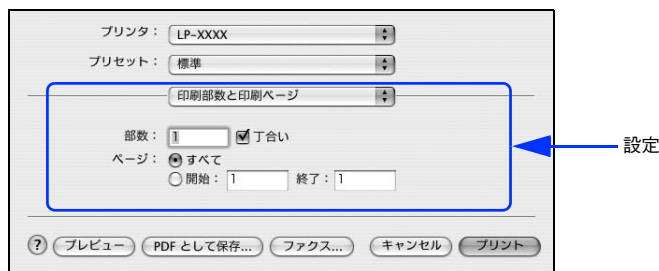 プリンタ： LP-XXXX
プリセット： 標準
印刷部数と印刷ページ
部数： 1 丁合い
設定
ページ： すべて
開始： 1 終了： 1
? プレビュー PDF として保存... ファクス... キャンセル プリント